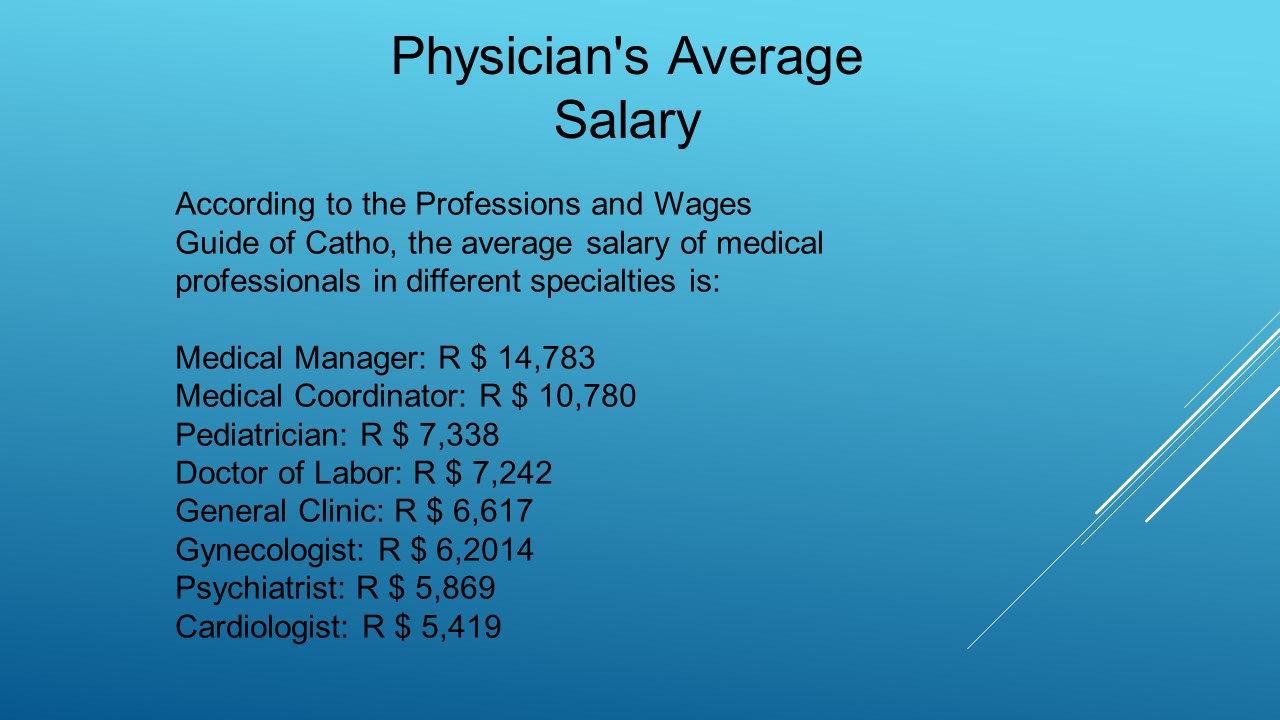 Physician's Average
Salary
According to the Professions and Wages
Guide of Catho, the average salary of medical
professionals in different specialties is:
Medical Manager: R $ 14,783
Medical Coordinator: R $ 10,780
Pediatrician: R $ 7,338
Doctor of Labor: R $ 7,242
General Clinic: R $ 6,617
Gynecologist: R $ 6,2014
Psychiatrist: R $ 5,869
Cardiologist: R $ 5,419